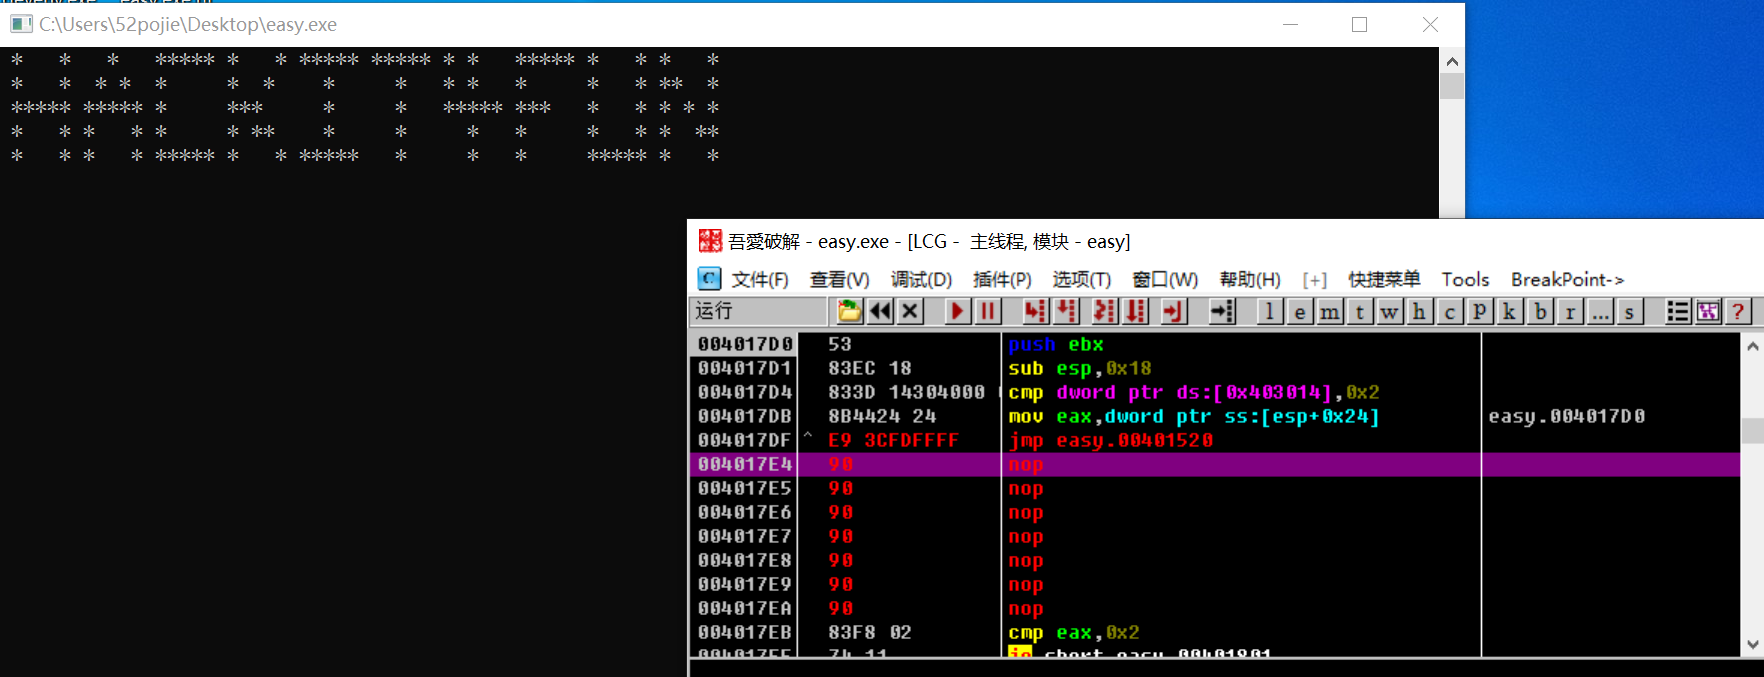 C:\Users\52pojie\Desktop\easy.exe
*   *   *   ***** *   * ***** ***** * *   ***** *   * *   *
*   *  * *  *     *  *    *     *   * *   *     *   * **  *
***** ***** *     ***     *     *   ***** ***   *   * * * *
*   * *   * *     * **    *     *     *   *     *   * *  **
*   * *   * ***** *   * *****   *     *   *     ***** *   *
吾愛破解 - easy.exe - [LCG -  主线程, 模块 - easy]
文件(F) 查看(V) 调试(D) 插件(P) 选项(T) 窗口(W) 帮助(H) [+] 快捷菜单 Tools BreakPoint->
运行 l e m t w h c p k b r ... s ?
004017D0 53 push ebx
004017D1 83EC 18 sub esp,0x18
004017D4 833D 14304000 cmp dword ptr ds:[0x403014],0x2
004017DB 8B4424 24 mov eax,dword ptr ss:[esp+0x24] easy.004017D0
004017DF ^ E9 3CFDFFFF jmp easy.00401520
004017E4 90 nop
004017E5 90 nop
004017E6 90 nop
004017E7 90 nop
004017E8 90 nop
004017E9 90 nop
004017EA 90 nop
004017EB 83F8 02 cmp eax,0x2
004017EE 74 11 je short easy.00401801